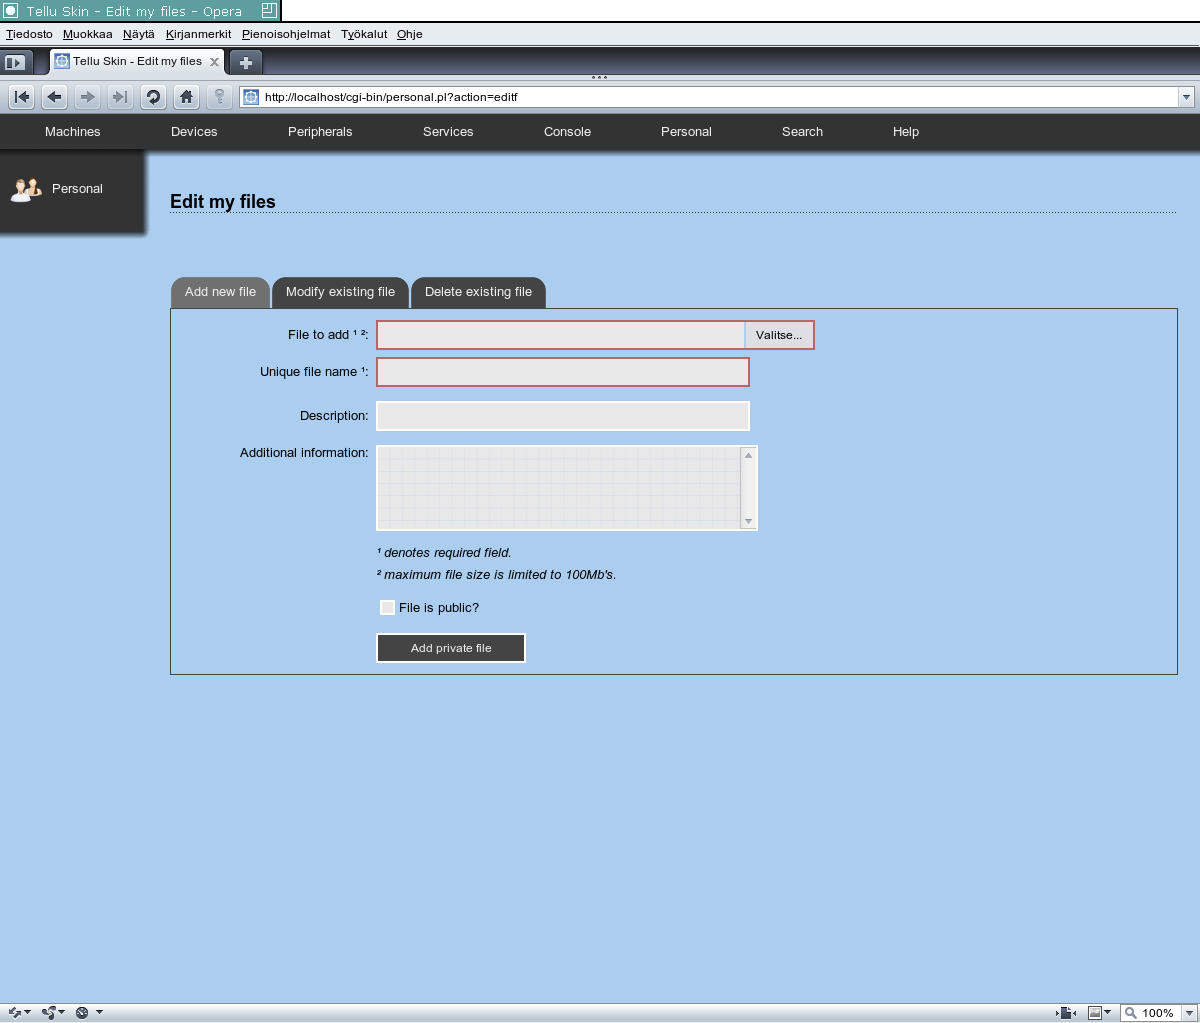 Tellu Skin - Edit my files - Opera
Tiedosto Muokkaa Näytä Kirjanmerkit Pienoisohjelmat Työkalut Ohje
Tellu Skin - Edit my files
http://localhost/cgi-bin/personal.pl?action=editf
Machines Devices Peripherals Services Console Personal Search Help
Personal
Edit my files
Add new file Modify existing file Delete existing file
File to add ¹ ²: Valitse...
Unique file name ¹:
Description:
Additional information:
¹ denotes required field.
² maximum file size is limited to 100Mb's.
File is public?
Add private file
100%